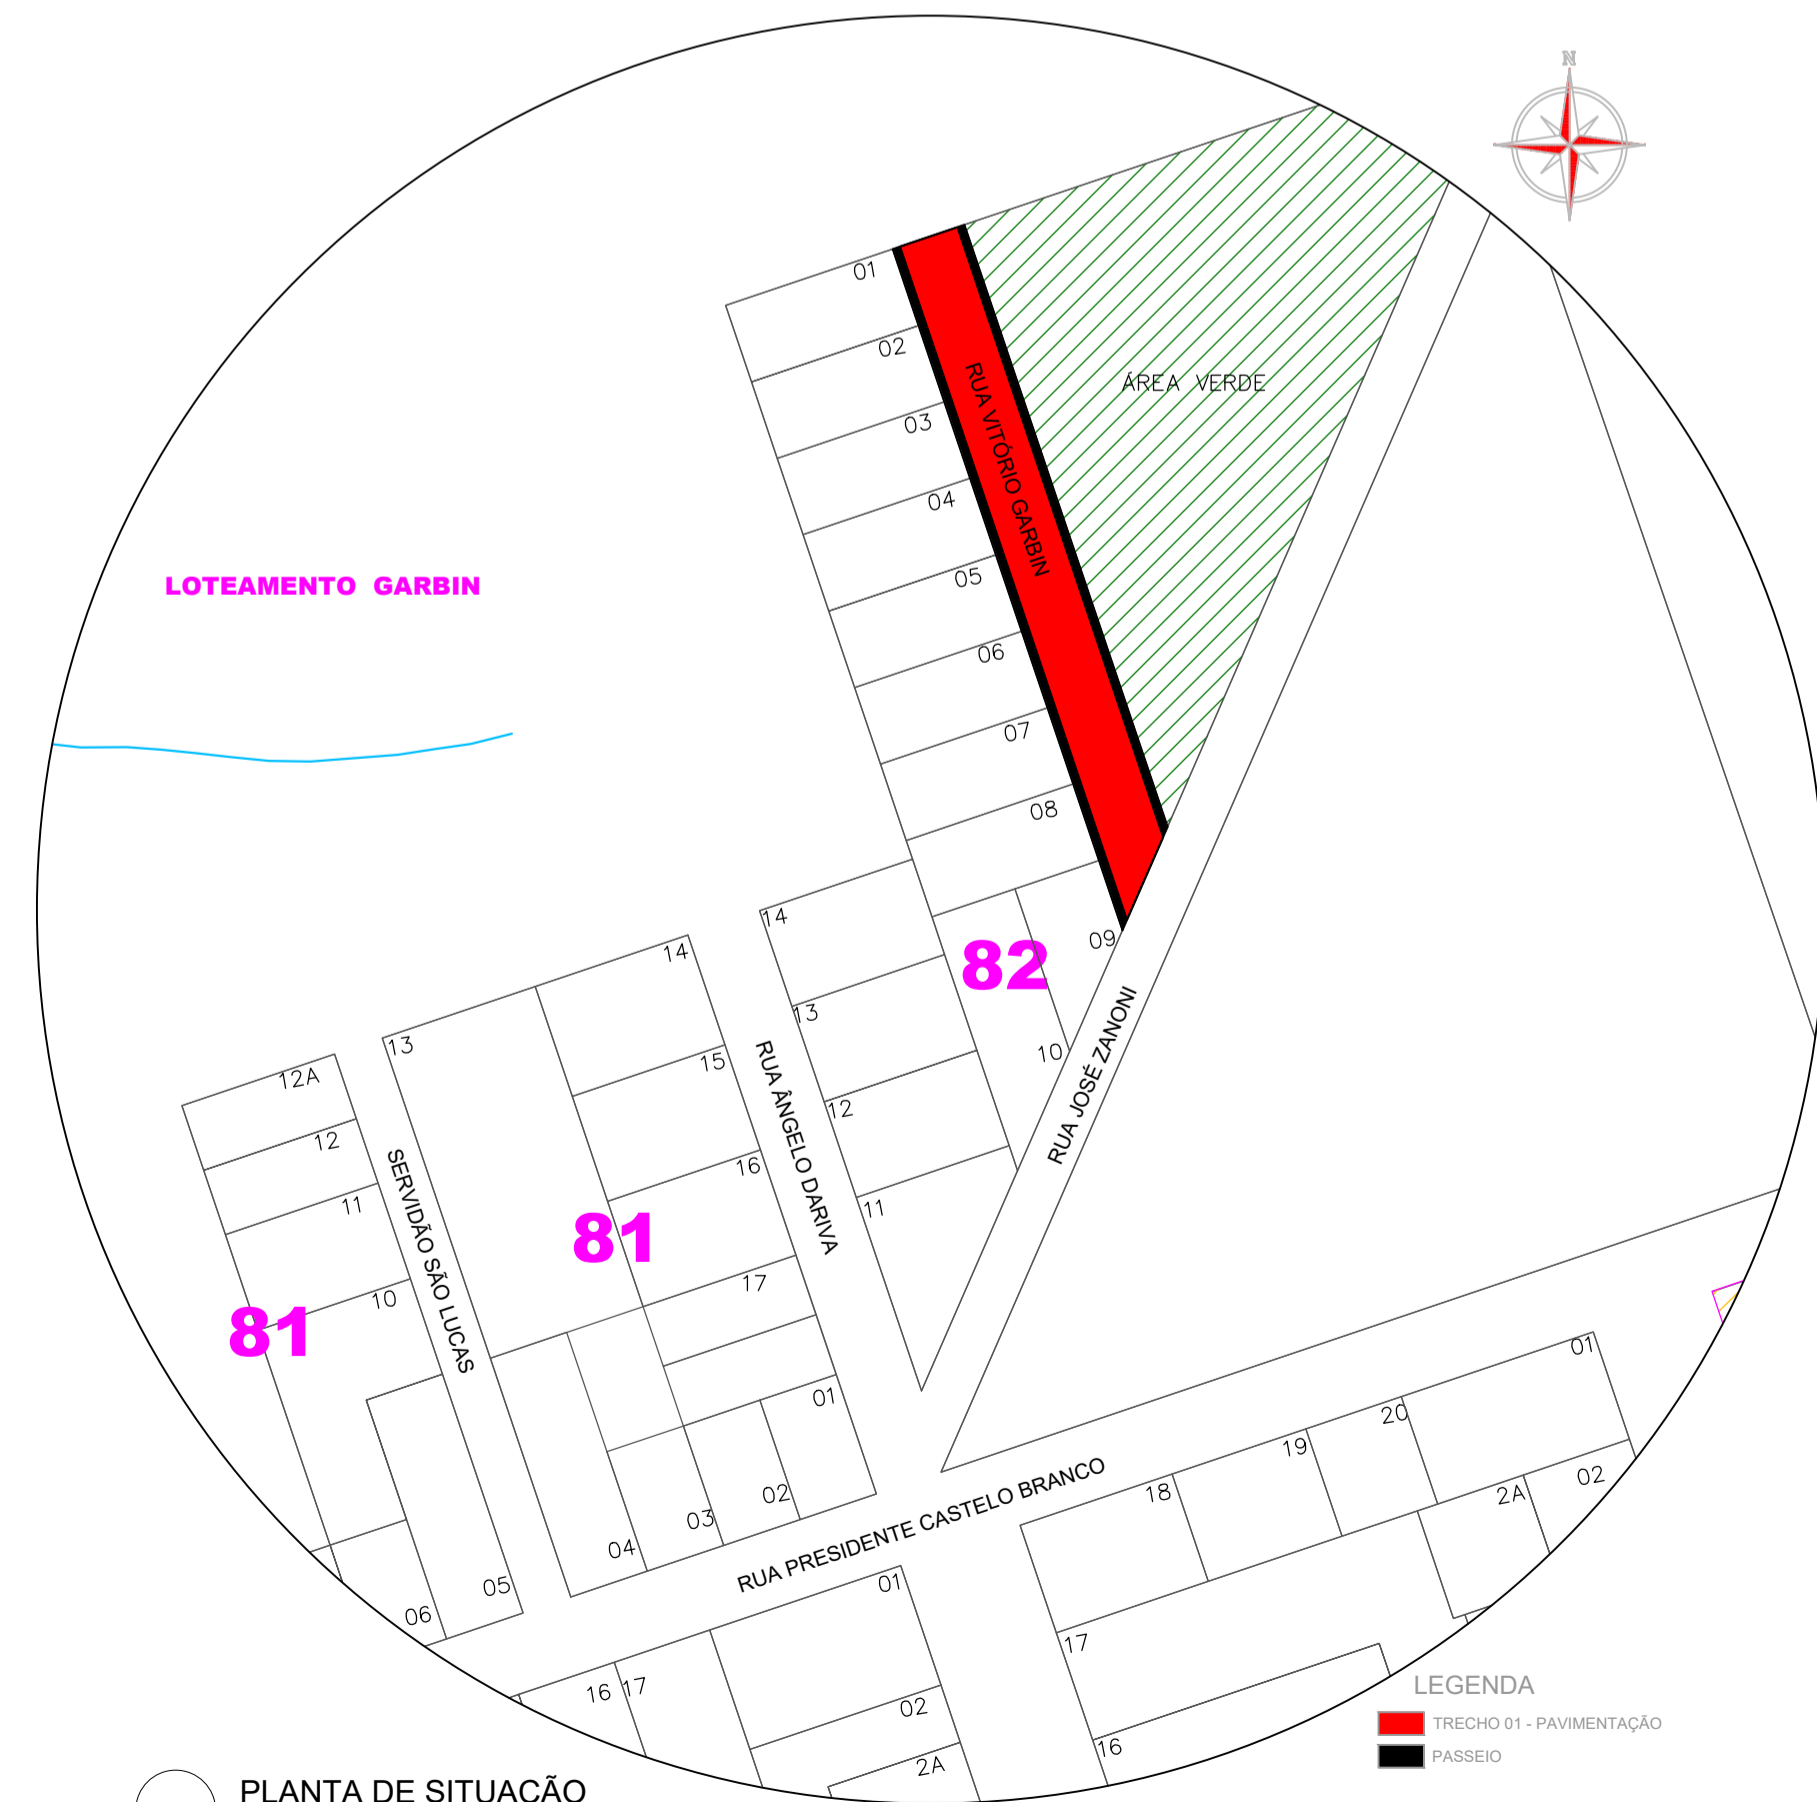 N
01
02
03
04
05
06
07
08
09
10
RUA VITÓRIO GARBIN
ÁREA VERDE
LOTEAMENTO GARBIN
82
14
13
12
11
RUA JOSÉ ZANONI
RUA ÂNGELO DARIVA
14
13
15
16
17
81
01
02
03
04
12A
12
11
10
81
SERVIDÃO SÃO LUCAS
05
06
RUA PRESIDENTE CASTELO BRANCO
01
20
19
18
2A
02
17
16
01
16
17
02
2A
LEGENDA
TRECHO 01 - PAVIMENTAÇÃO
PASSEIO
PLANTA DE SITUAÇÃO